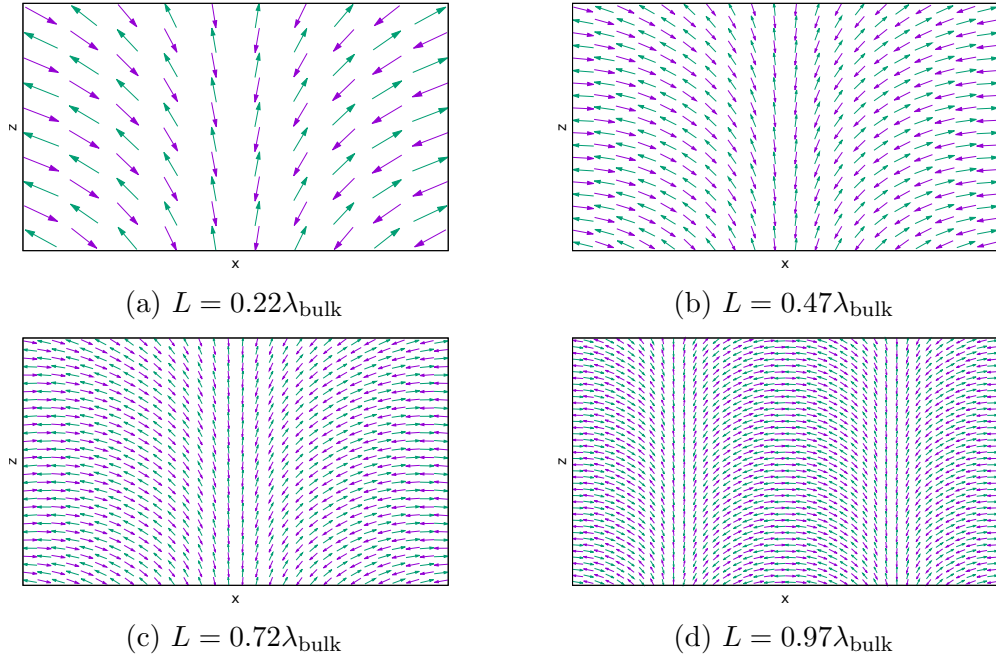 z
z
x
x
(a) L = 0.22λbulk
(b) L = 0.47λbulk
z
z
x
x
(c) L = 0.72λbulk
(d) L = 0.97λbulk